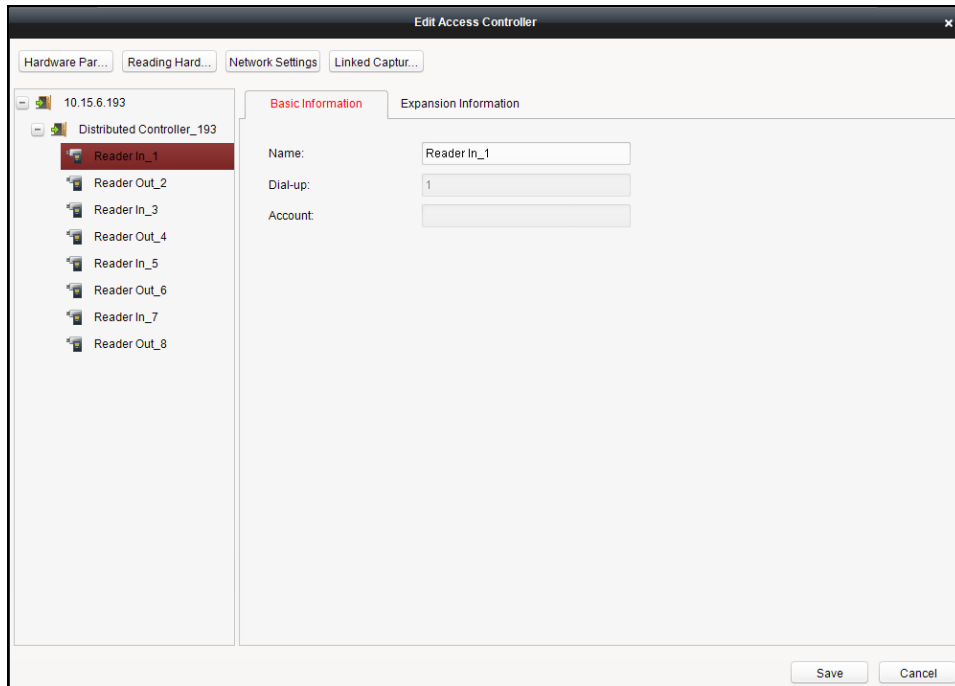 Edit Access Controller
Hardware Par... Reading Hard... Network Settings Linked Captur...
10.15.6.193
Distributed Controller_193
Reader In_1
Reader Out_2
Reader In_3
Reader Out_4
Reader In_5
Reader Out_6
Reader In_7
Reader Out_8
Basic Information Expansion Information
Name: Reader In_1
Dial-up: 1
Account:
Save Cancel